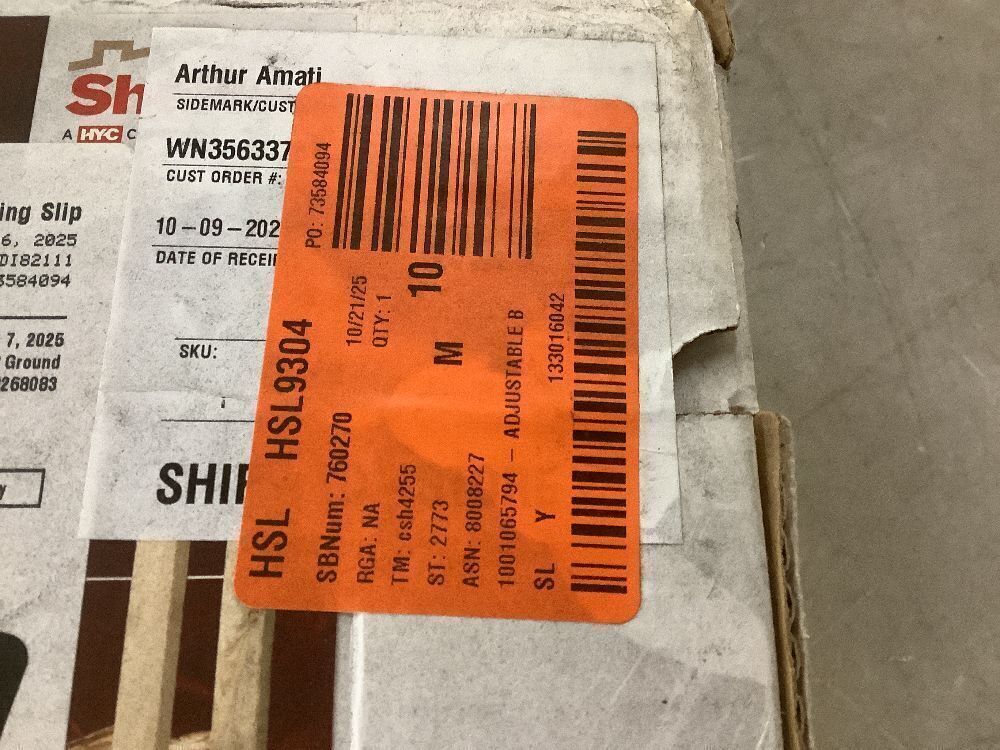 Sh
A HYC C
ing Slip
6, 2025
DI82111
3584094
7, 2025
Ground
268083
Arthur Amati
SIDEMARK/CUST
WN356337
CUST ORDER #:
10-09-202
DATE OF RECEI
SKU:
SHIP
HSL HSL9304
SBNum: 760270
RGA: NA
TM: csh4255
ST: 2773
ASN: 8008227
1001065794 - ADJUSTABLE B
SL Y
PO: 73584094
10/21/25
QTY: 1
10
M
133016042